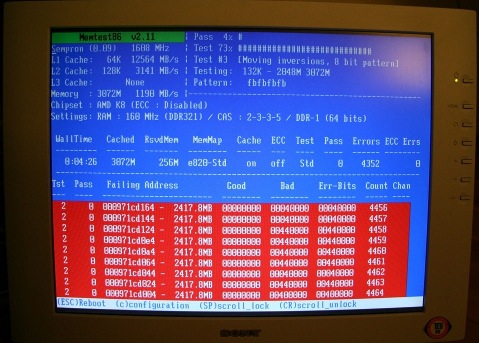 Memtest86 v2.11 | Pass 4% #
Sempron (0.09) 1608 MHz | Test 73% ############################
L1 Cache: 64K 12564 MB/s | Test #3 [Moving inversions, 8 bit pattern]
L2 Cache: 128K 3141 MB/s | Testing: 132K - 2048M 3072M
L3 Cache: None | Pattern: fbfbfbfb
Memory : 3072M 1198 MB/s |
Chipset : AMD K8 (ECC : Disabled)
Settings: RAM : 160 MHz (DDR321) / CAS : 2-3-3-5 / DDR-1 (64 bits)
WallTime Cached RsvdMem MemMap Cache ECC Test Pass Errors ECC Errs
0:04:26 3072M 256M e820-Std on off Std 0 4352 0
Tst Pass Failing Address Good Bad Err-Bits Count Chan
2 0 000971cd164 - 2417.8MB 00000000 00040000 00040000 4456
2 0 000971cd144 - 2417.8MB 00000000 00040000 00040000 4457
2 0 000971cd124 - 2417.8MB 00000000 00040000 00040000 4458
2 0 000971cd0e4 - 2417.8MB 00000000 00040000 00040000 4459
2 0 000971cd0a4 - 2417.8MB 00000000 00040000 00040000 4460
2 0 000971cd064 - 2417.8MB 00000000 00040000 00040000 4461
2 0 000971cd044 - 2417.8MB 00000000 00040000 00040000 4462
2 0 000971cd024 - 2417.8MB 00000000 00040000 00040000 4463
2 0 000971cd004 - 2417.8MB 00000000 00040000 00040000 4464
(ESC)Reboot (c)configuration (SP)scroll_lock (CR)scroll_unlock